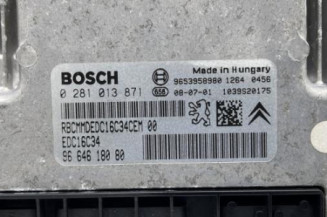 BOSCH
Made in Hungary
9653958980 1264 0456
0 281 013 871
656
08-07-01 1039S20175
RBCMMDEDC16C34CEM 00
EDC16C34
96 646 180 80